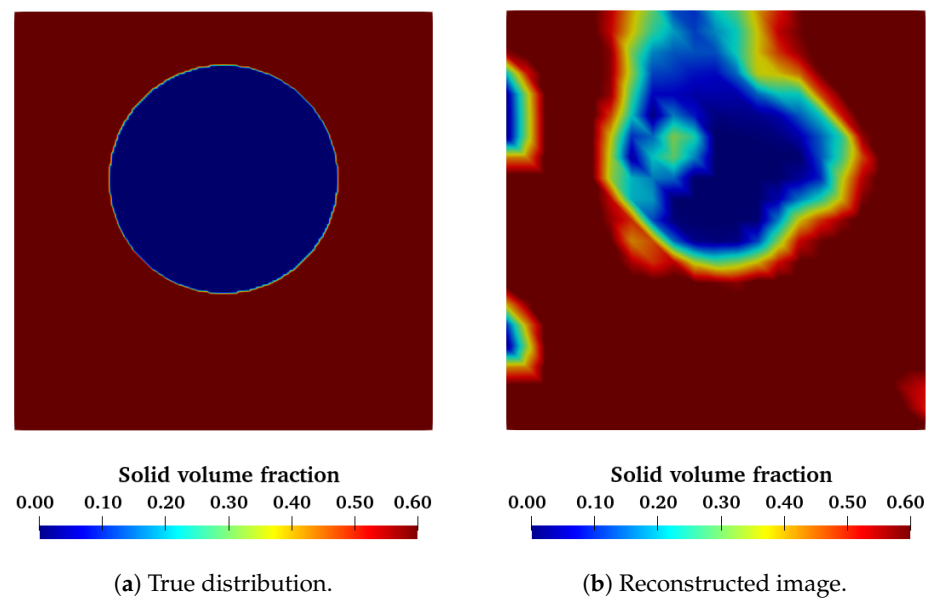 Solid volume fraction
0.00 0.10 0.20 0.30 0.40 0.50 0.60
(a) True distribution.
Solid volume fraction
0.00 0.10 0.20 0.30 0.40 0.50 0.60
(b) Reconstructed image.